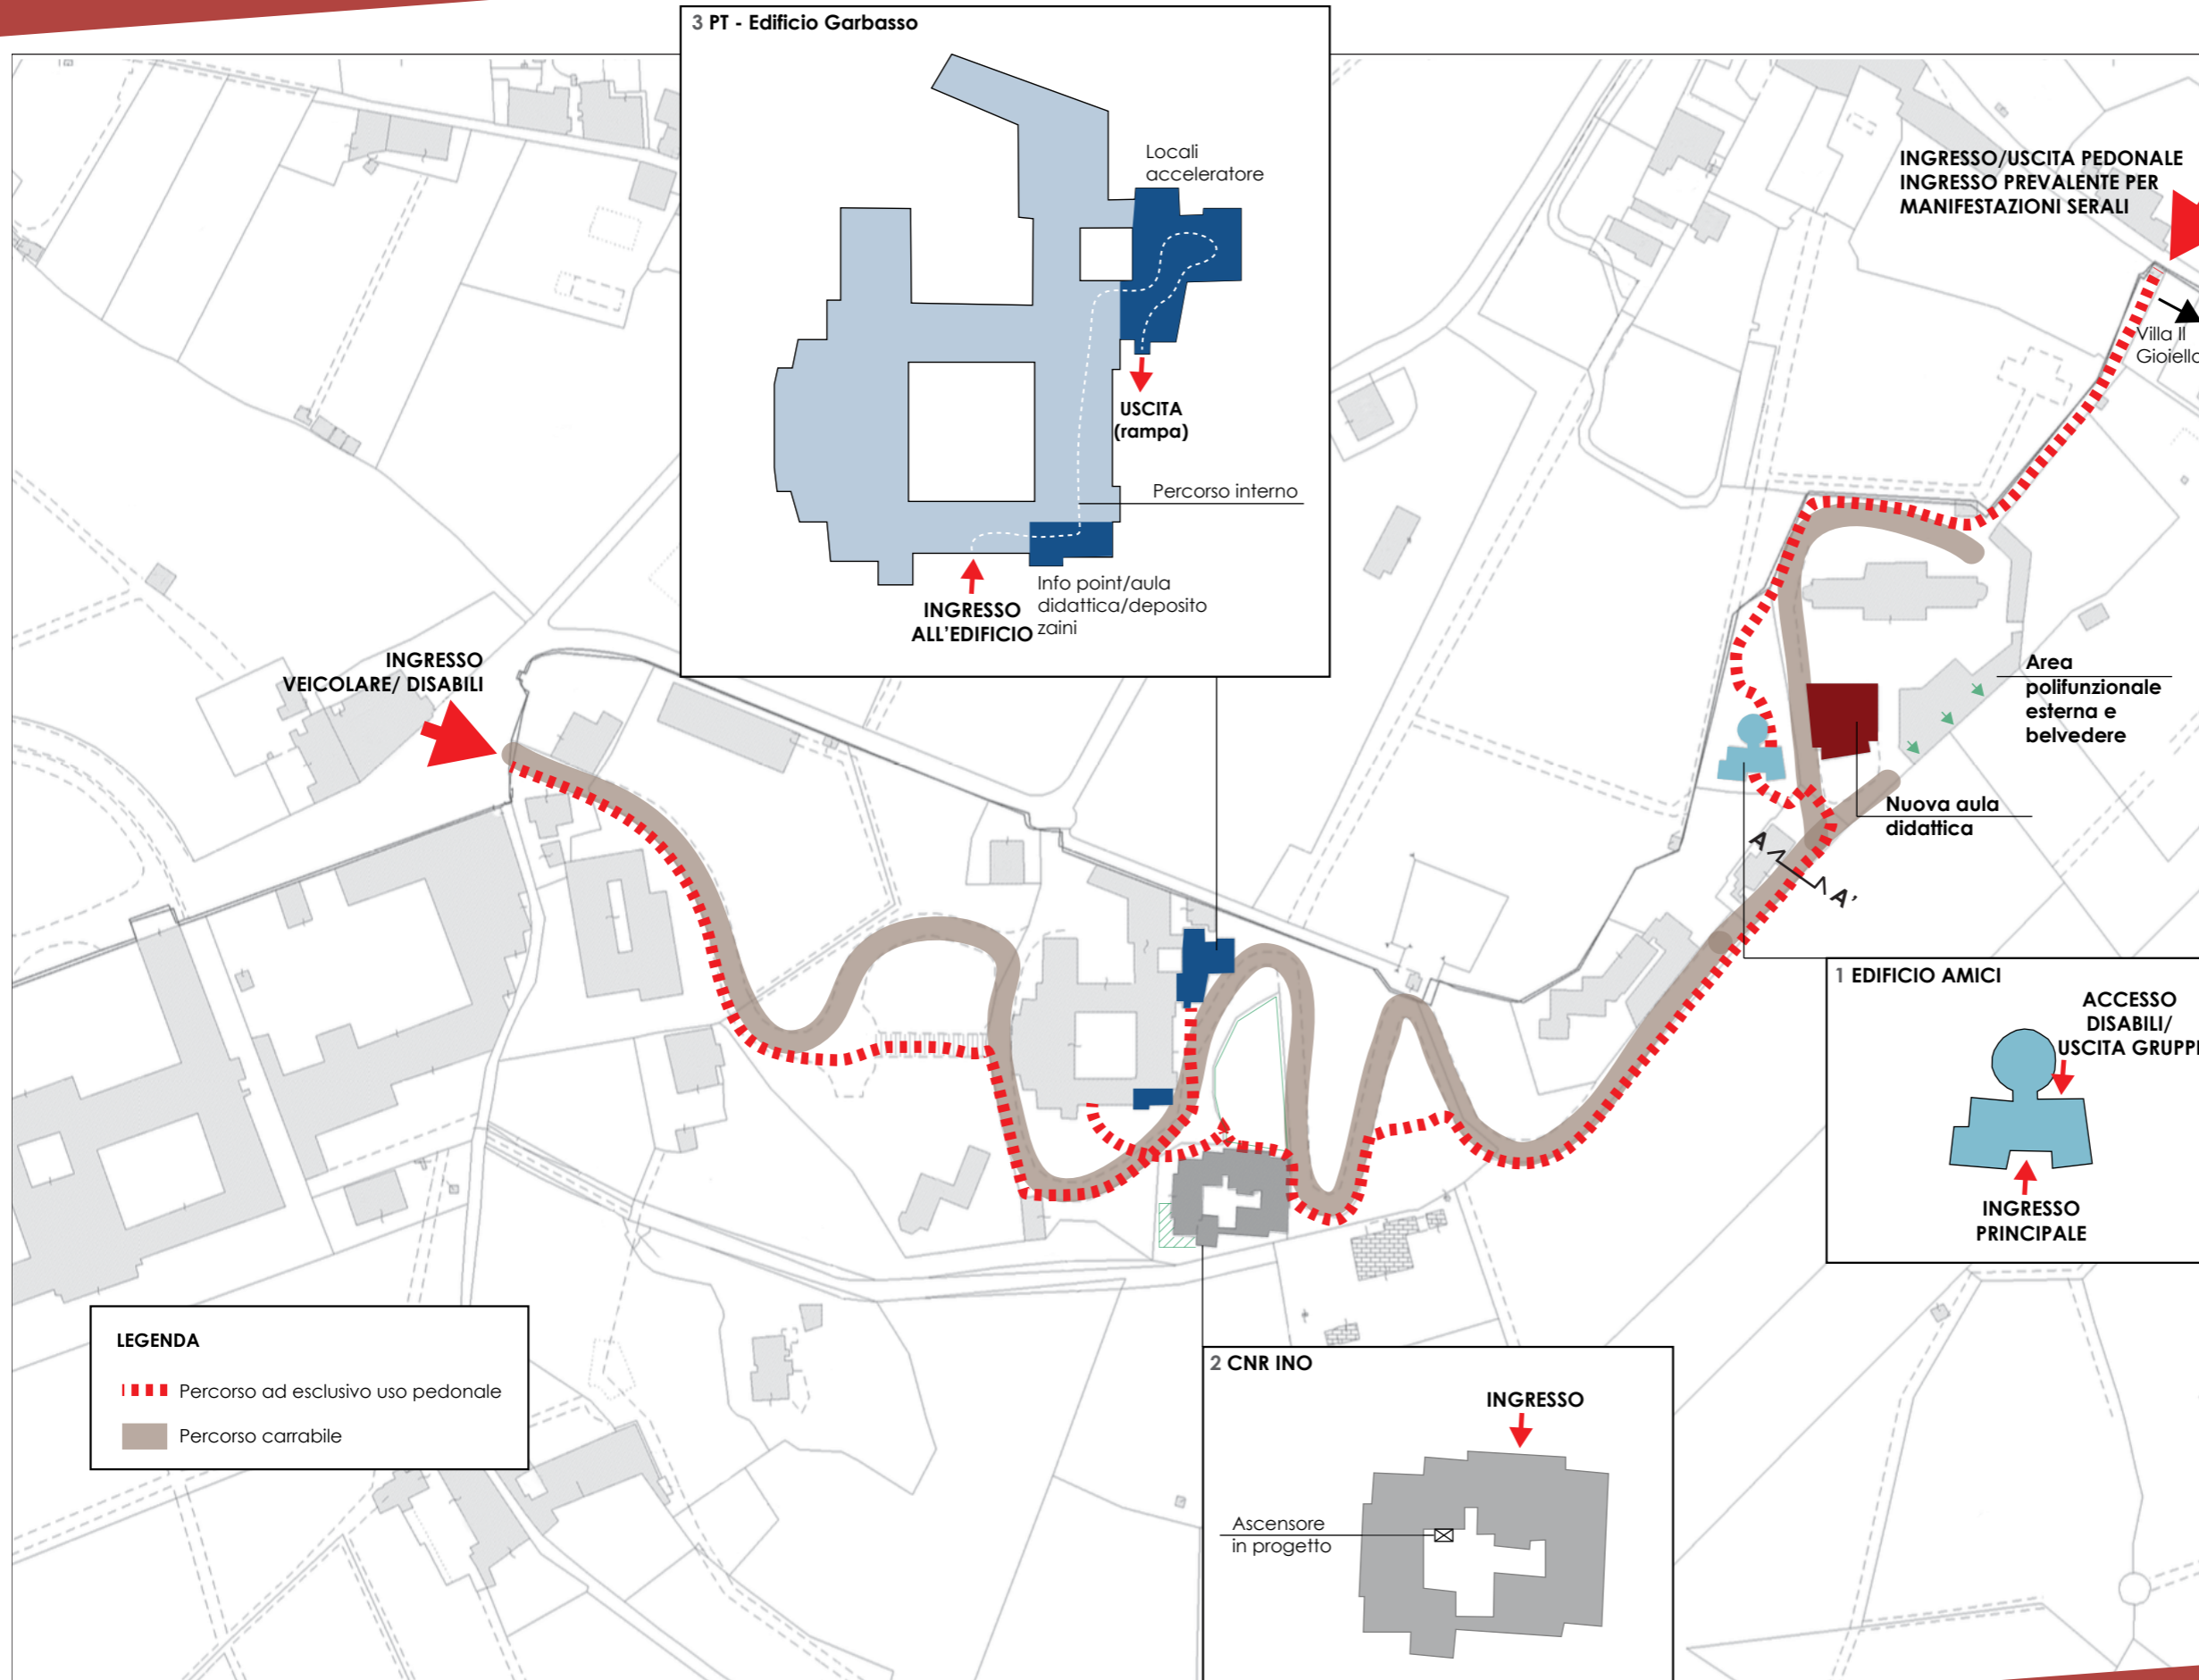 3 PT - Edificio Garbasso
Locali
acceleratore
USCITA
(rampa)
Percorso interno
Info point/aula
didattica/deposito
zaini
INGRESSO
ALL'EDIFICIO
INGRESSO/USCITA PEDONALE
INGRESSO PREVALENTE PER
MANIFESTAZIONI SERALI
Villa Il
Gioiello
INGRESSO
VEICOLARE/ DISABILI
Area
polifunzionale
esterna e
belvedere
Nuova aula
didattica
A
A'
1 EDIFICIO AMICI
ACCESSO
DISABILI/
USCITA GRUPPI
INGRESSO
PRINCIPALE
LEGENDA
Percorso ad esclusivo uso pedonale
Percorso carrabile
2 CNR INO
INGRESSO
Ascensore
in progetto